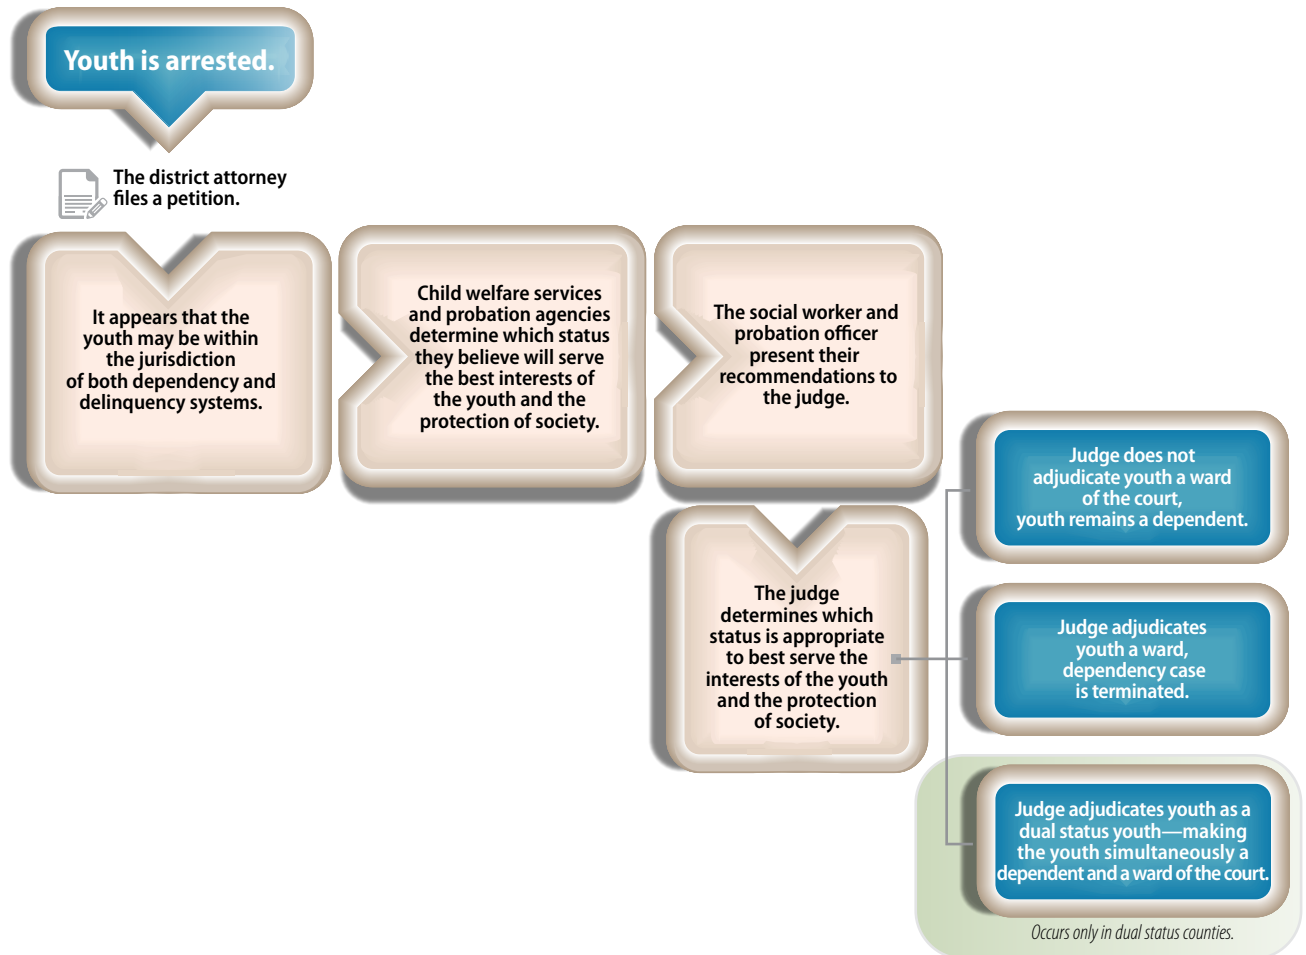 Youth is arrested.
The district attorney
files a petition.
It appears that the
youth may be within
the jurisdiction
of both dependency and
delinquency systems.
Child welfare services
and probation agencies
determine which status
they believe will serve
the best interests of
the youth and the
protection of society.
The social worker and
probation officer
present their
recommendations to
the judge.
The judge
determines which
status is appropriate
to best serve the
interests of the youth
and the protection
of society.
Judge does not
adjudicate youth a ward
of the court,
youth remains a dependent.
Judge adjudicates
youth a ward,
dependency case
is terminated.
Judge adjudicates youth as a
dual status youth—making
the youth simultaneously a
dependent and a ward of the court.
Occurs only in dual status counties.